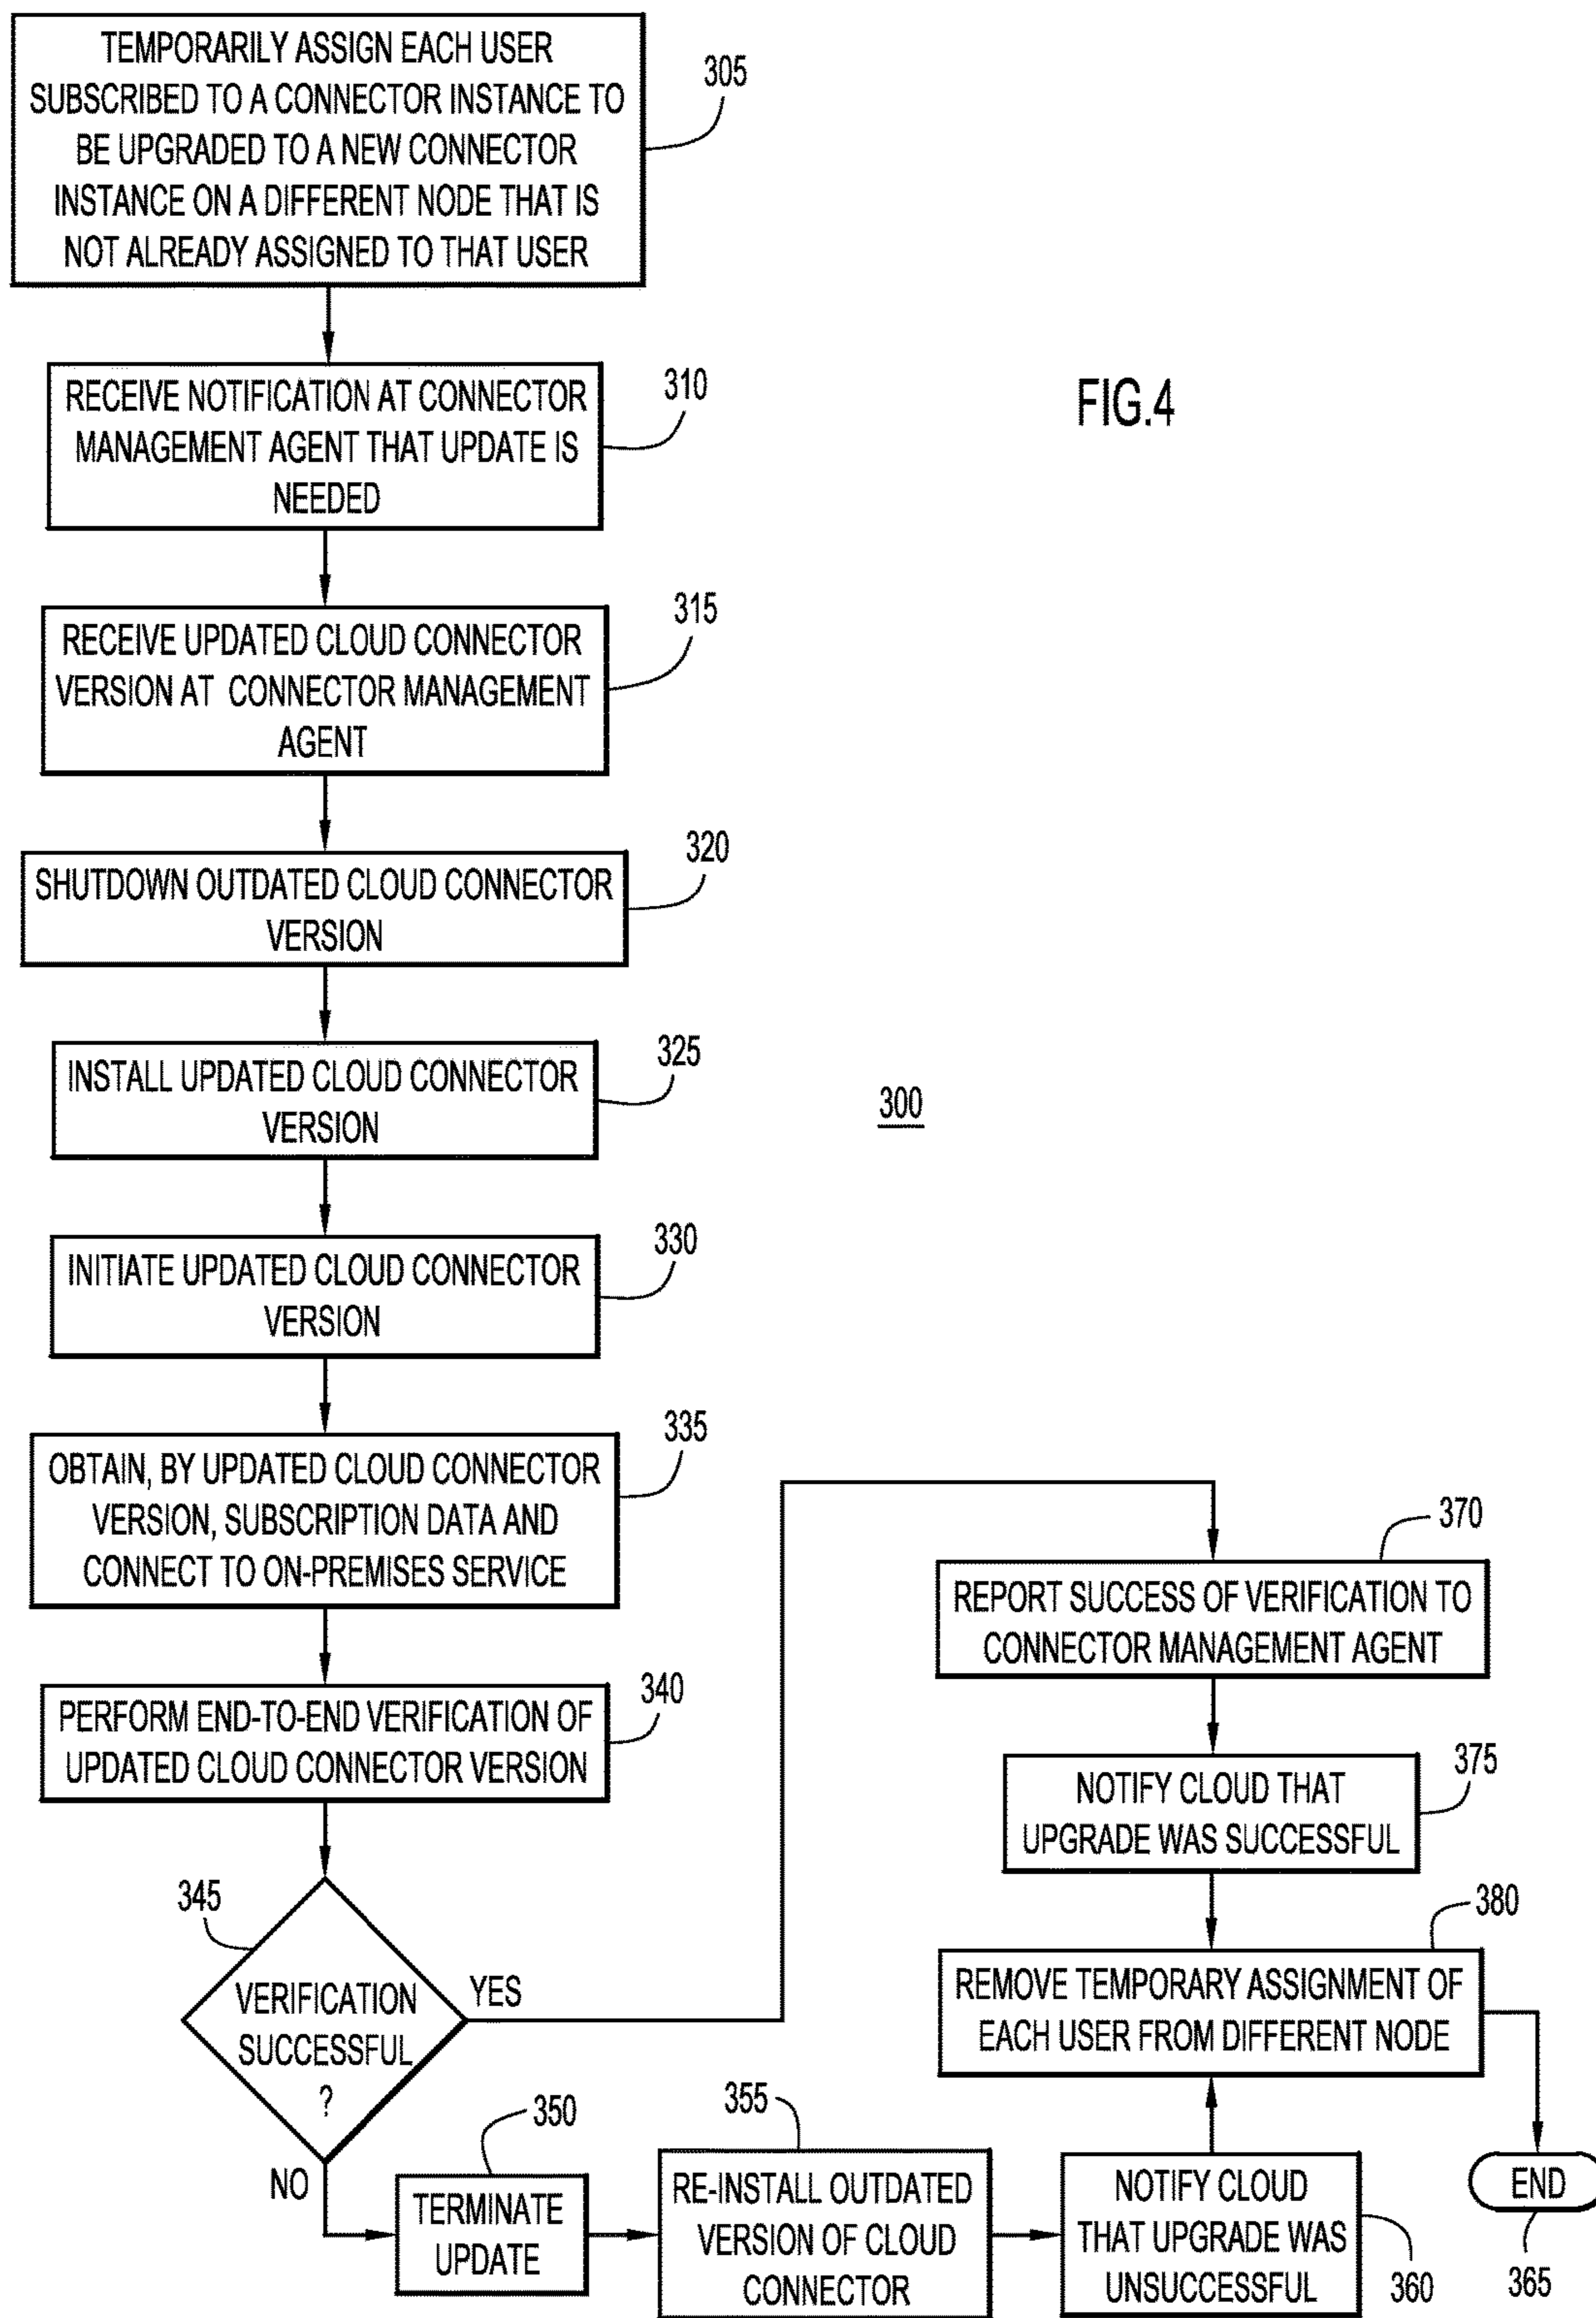 TEMPORARILY ASSIGN EACH USER
SUBSCRIBED TO A CONNECTOR INSTANCE TO
BE UPGRADED TO A NEW CONNECTOR
INSTANCE ON A DIFFERENT NODE THAT IS
NOT ALREADY ASSIGNED TO THAT USER
305
RECEIVE NOTIFICATION AT CONNECTOR
MANAGEMENT AGENT THAT UPDATE IS
NEEDED
310
FIG.4
RECEIVE UPDATED CLOUD CONNECTOR
VERSION AT CONNECTOR MANAGEMENT
AGENT
315
SHUTDOWN OUTDATED CLOUD CONNECTOR
VERSION
320
INSTALL UPDATED CLOUD CONNECTOR
VERSION
325
300
INITIATE UPDATED CLOUD CONNECTOR
VERSION
330
OBTAIN, BY UPDATED CLOUD CONNECTOR
VERSION, SUBSCRIPTION DATA AND
CONNECT TO ON-PREMISES SERVICE
335
PERFORM END-TO-END VERIFICATION OF
UPDATED CLOUD CONNECTOR VERSION
340
345
VERIFICATION
SUCCESSFUL
?
YES
NO
370
REPORT SUCCESS OF VERIFICATION TO
CONNECTOR MANAGEMENT AGENT
375
NOTIFY CLOUD THAT
UPGRADE WAS SUCCESSFUL
380
REMOVE TEMPORARY ASSIGNMENT OF
EACH USER FROM DIFFERENT NODE
350
TERMINATE
UPDATE
355
RE-INSTALL OUTDATED
VERSION OF CLOUD
CONNECTOR
NOTIFY CLOUD
THAT UPGRADE WAS
UNSUCCESSFUL
360
END
365